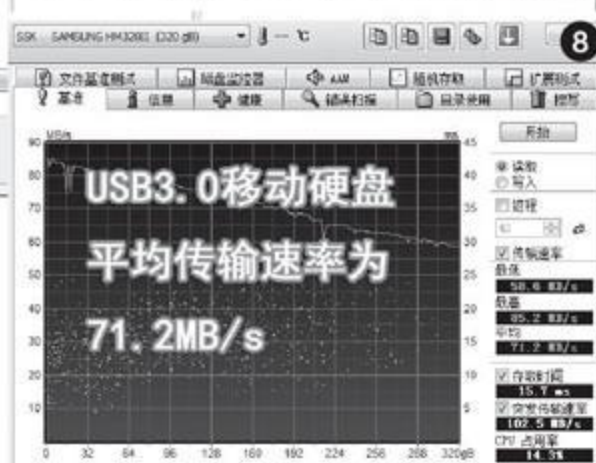 SSK SAMSUNG HM320II (320 gB)
— ℃
8
文件基准测试 磁盘监控器 AAM 随机存取 扩展测试
基准 信息 健康 错误扫描 目录使用 擦写
MB/s ms
开始
读取
写入
90 80 70 60 50 40 30 20 10
45 40 35 30 25 20 15 10 5
USB3.0移动硬盘
平均传输速率为
71.2MB/s
传输速率
最低
58.6 MB/s
最高
85.2 MB/s
平均
71.2 MB/s
存取时间
15.7 ms
突发传输速率
102.5 MB/s
CPU 占用率
14.3%
0 32 64 96 128 160 192 224 256 288 320gB